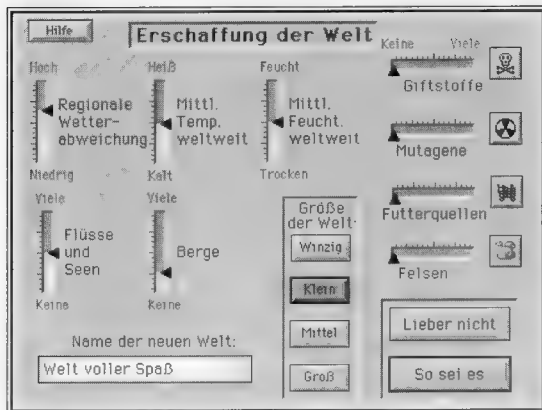 Hilfe
Erschaffung der Welt
Hoch
Regionale
Wetter-
abweichung
Niedrig
Heiß
Mittl.
Temp.
weltweit
Kalt
Feucht
Mittl.
Feucht.
weltweit
Trocken
Keine Viele
Giftstoffe
Mutagene
Futterquellen
Felsen
Viele
Flüsse
und
Seen
Keine
Viele
Berge
Keine
Größe
der Welt:
Winzig
Klein
Mittel
Groß
Name der neuen Welt:
Welt voller Spaß
Lieber nicht
So sei es